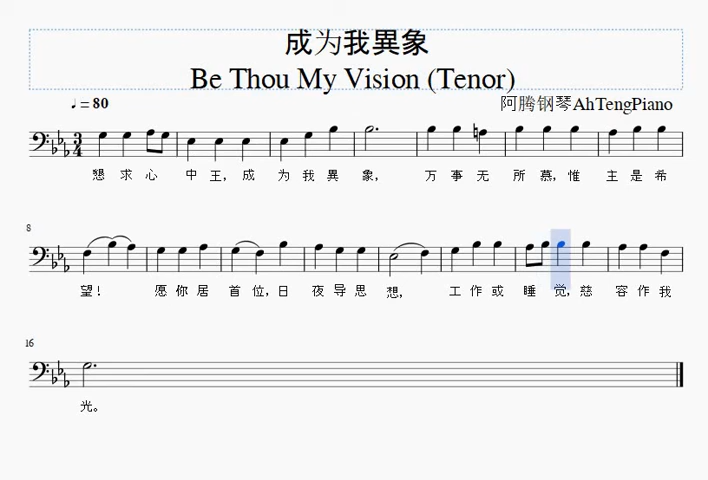 成为我異象
Be Thou My Vision (Tenor)
♩ = 80
阿腾钢琴AhTengPiano
3
4
懇 求 心 中 王, 成 为 我 異 象, 万 事 无 所 慕, 惟 主 是 希
8
望! 愿 你 居 首 位, 日 夜 导 思 想, 工 作 或 睡 觉, 慈 容 作 我
16
光。